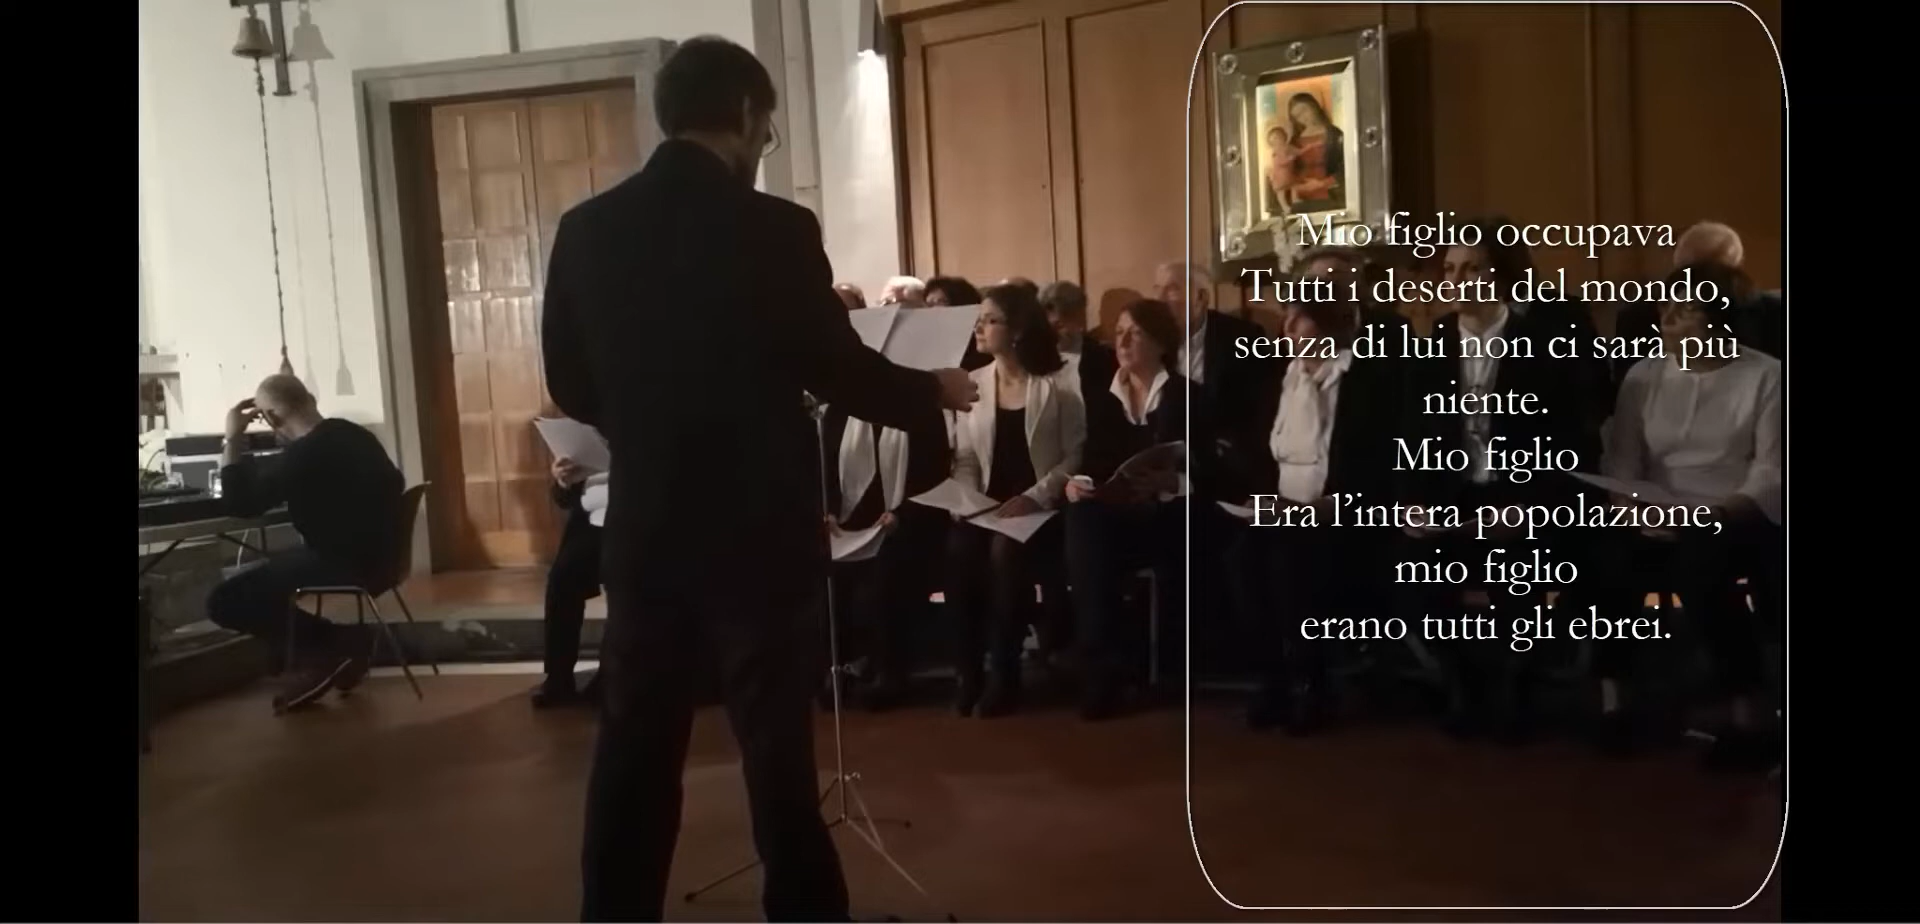 Mio figlio occupava
Tutti i deserti del mondo,
senza di lui non ci sarà più
niente.
Mio figlio
Era l’intera popolazione,
mio figlio
erano tutti gli ebrei.